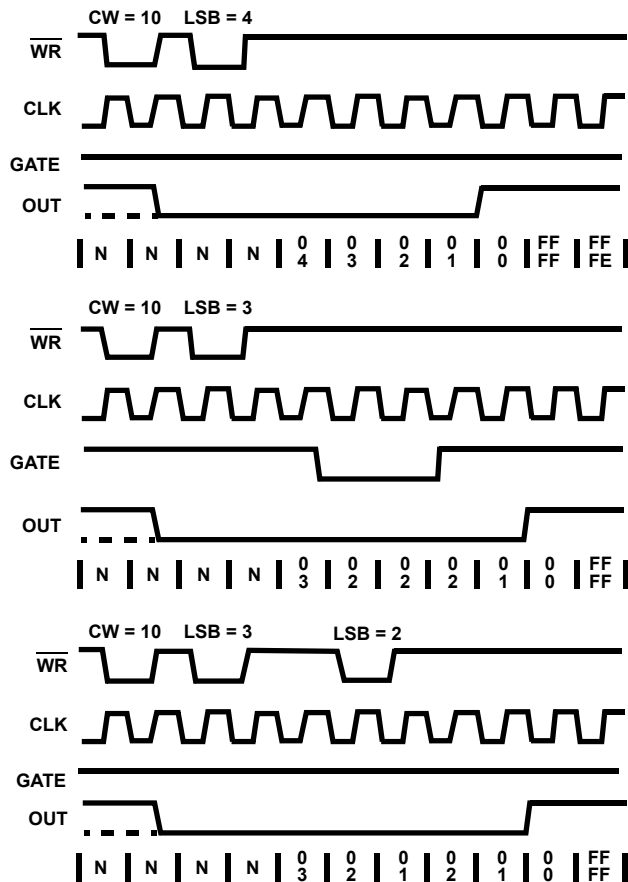 CW = 10 LSB = 4
WR
CLK
GATE
OUT
N N N N 0 0 0 0 0 FF FF
4 3 2 1 0 FF FE
CW = 10 LSB = 3
WR
CLK
GATE
OUT
N N N N 0 0 0 0 0 0 FF
3 2 2 2 1 0 FF
CW = 10 LSB = 3 LSB = 2
WR
CLK
GATE
OUT
N N N N 0 0 0 0 0 0 FF
3 2 1 2 1 0 FF